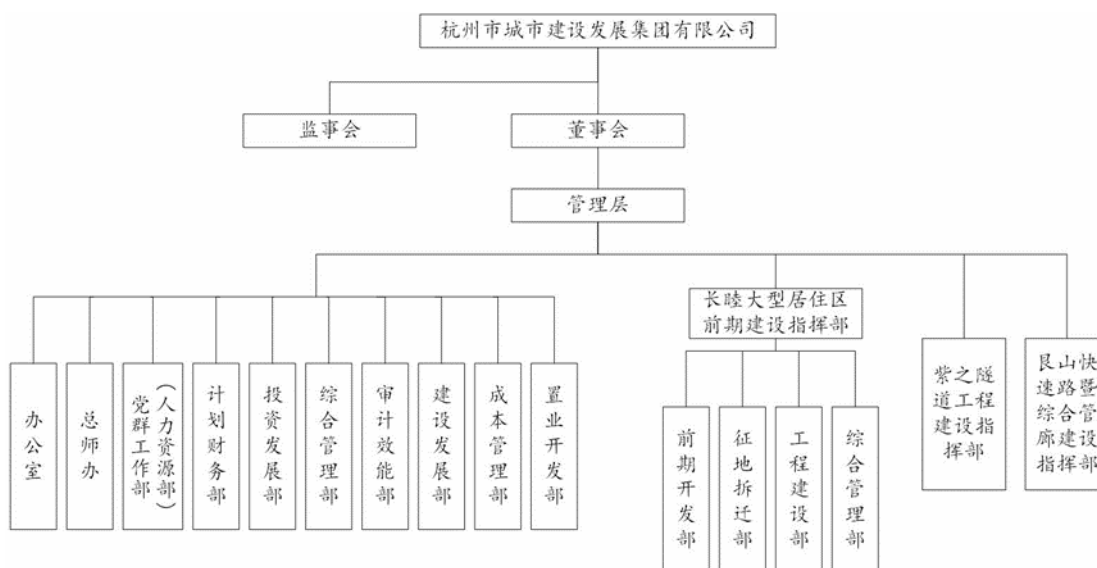 杭州市城市建设发展集团有限公司
监事会
董事会
管理层
长睦大型居住区
前期建设指挥部
办公室
总师办
党群工作部
（人力资源部）
计划财务部
投资发展部
综合管理部
审计效能部
建设发展部
成本管理部
置业开发部
前期开发部
征地拆迁部
工程建设部
综合管理部
紫之隧
道工程
建设指
挥部
艮山快
速路暨
综合管
廊建设
指挥部